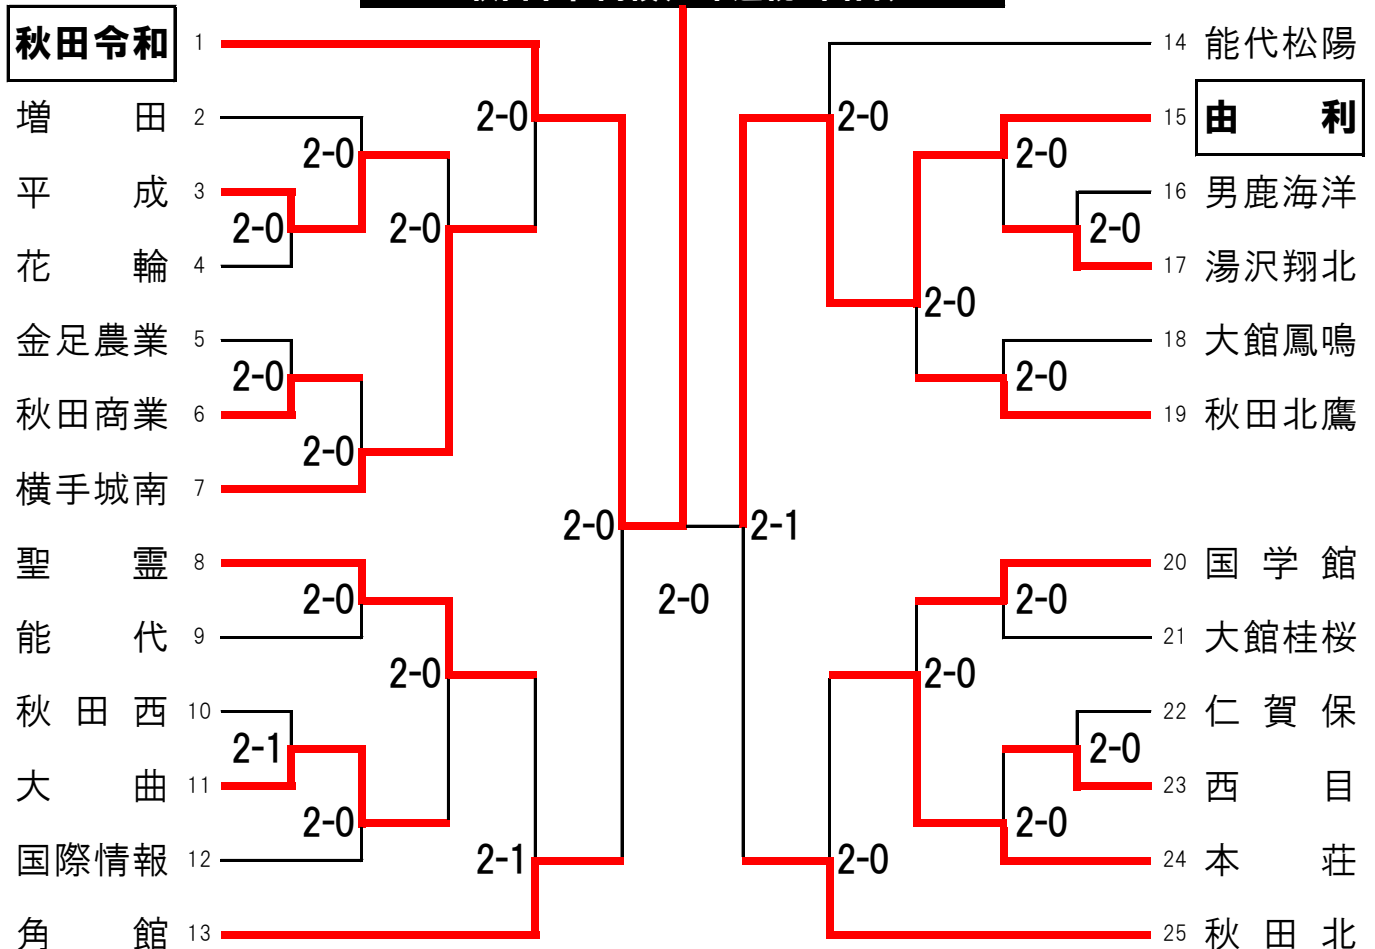 秋田令和 1
増田 2
平成 3
花輪 4
金足農業 5
秋田商業 6
横手城南 7
聖霊 8
能代 9
秋田西 10
大曲 11
国際情報 12
角館 13
2-0
2-0
2-0
2-0
2-0
2-0
2-0
2-0
2-0
2-1
2-0
2-1
2-0
2-1
14 能代松陽
15 由利
16 男鹿海洋
17 湯沢翔北
18 大館鳳鳴
19 秋田北鷹
20 国学館
21 大館桂桜
22 仁賀保
23 西目
24 本荘
25 秋田北
2-0
2-0
2-0
2-0
2-0
2-0
2-0
2-0
2-0
2-0